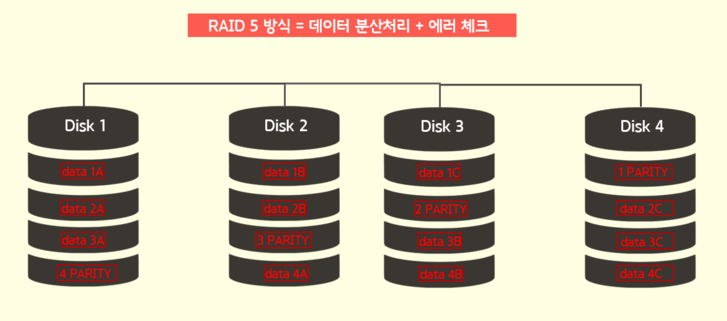 RAID 5 방식 = 데이터 분산처리 + 에러 체크
Disk 1 Disk 2 Disk 3 Disk 4
data 1A data 1B data 1C 1 PARITY
data 2A data 2B 2 PARITY data 2C
data 3A 3 PARITY data 3B data 3C
4 PARITY data 4A data 4B data 4C